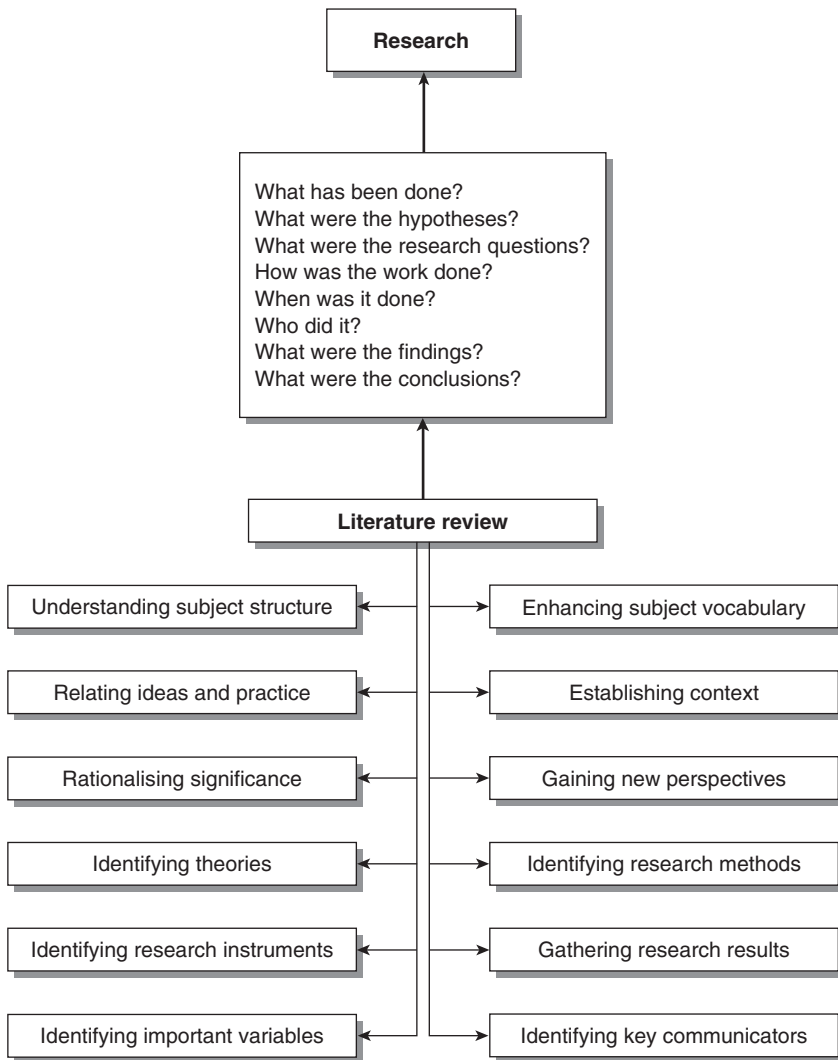 Research
What has been done?
What were the hypotheses?
What were the research questions?
How was the work done?
When was it done?
Who did it?
What were the findings?
What were the conclusions?
Literature review
Understanding subject structure
Enhancing subject vocabulary
Relating ideas and practice
Establishing context
Rationalising significance
Gaining new perspectives
Identifying theories
Identifying research methods
Identifying research instruments
Gathering research results
Identifying important variables
Identifying key communicators